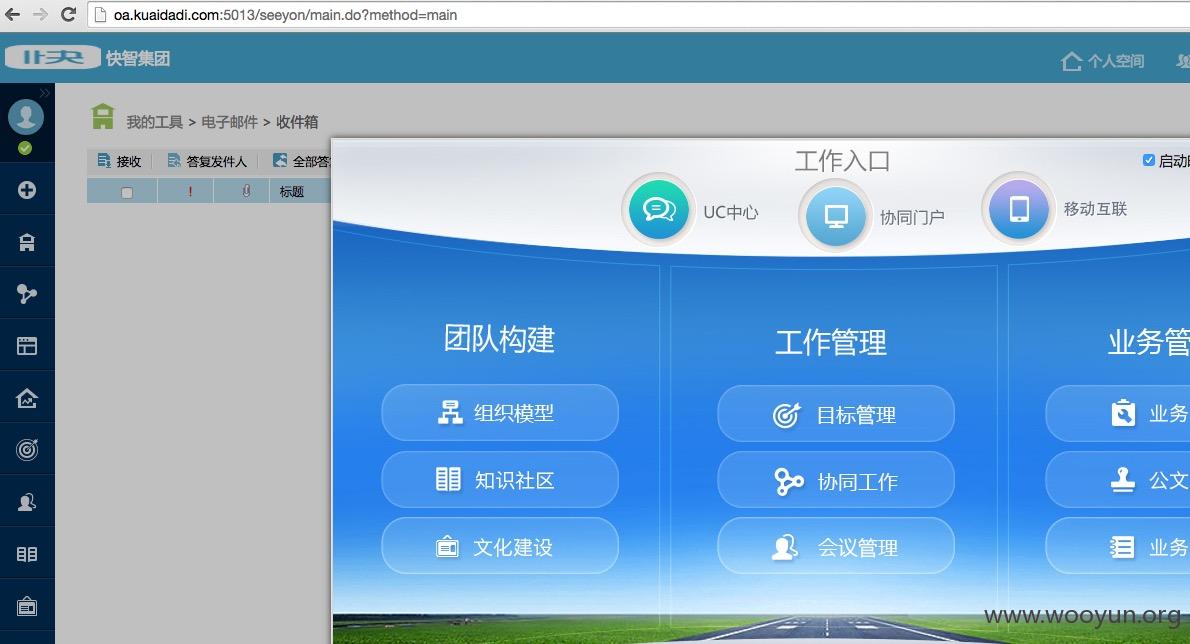 oa.kuaidadi.com:5013/seeyon/main.do?method=main
快智集团
个人空间
我的工具 > 电子邮件 > 收件箱
接收
答复发件人
全部答
!
标题
工作入口
启动
UC中心
协同门户
移动互联
团队构建
工作管理
业务管
组织模型
目标管理
业务
知识社区
协同工作
公文
文化建设
会议管理
业务
www.wooyun.org